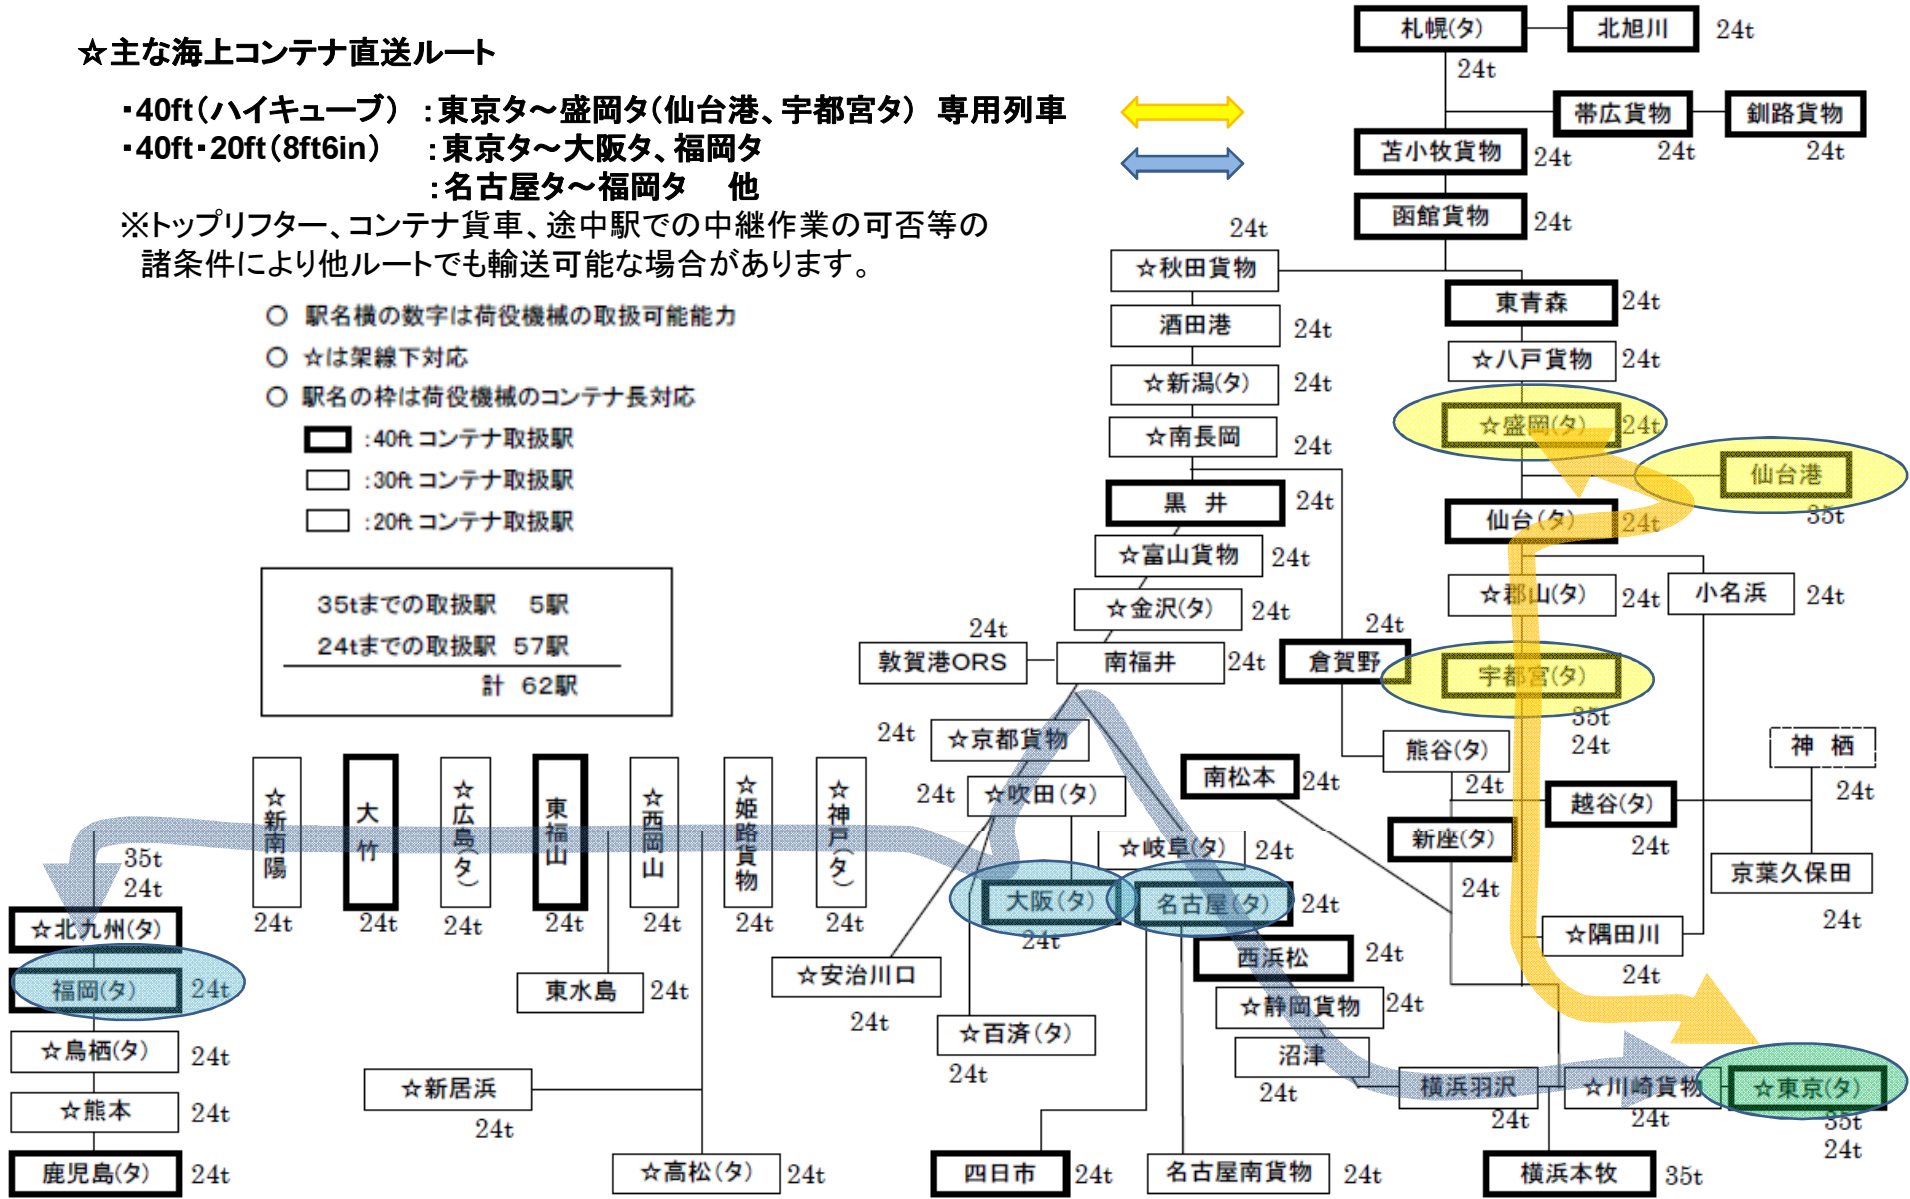 ☆主な海上コンテナ直送ルート
・40ft(ハイキューブ) :東京タ～盛岡タ(仙台港、宇都宮タ) 専用列車
・40ft・20ft(8ft6in) :東京タ～大阪タ、福岡タ
:名古屋タ～福岡タ 他
※トップリフター、コンテナ貨車、途中駅での中継作業の可否等の
諸条件により他ルートでも輸送可能な場合があります。
○ 駅名横の数字は荷役機械の取扱可能能力
○ ☆は架線下対応
○ 駅名の枠は荷役機械のコンテナ長対応
:40ft コンテナ取扱駅
:30ft コンテナ取扱駅
:20ft コンテナ取扱駅
35tまでの取扱駅 5駅
24tまでの取扱駅 57駅
計 62駅
札幌(タ) 24t
北旭川 24t
帯広貨物 24t
釧路貨物 24t
苫小牧貨物 24t
函館貨物 24t
24t
☆秋田貨物
酒田港 24t
☆新潟(タ) 24t
☆南長岡 24t
黒 井 24t
☆富山貨物 24t
☆金沢(タ) 24t
24t
敦賀港ORS
南福井 24t
東青森 24t
☆八戸貨物 24t
☆盛岡(タ) 24t
仙台港 35t
仙台(タ) 24t
☆郡山(タ) 24t
小名浜 24t
24t
倉賀野
宇都宮(タ) 35t
24t
熊谷(タ) 24t
神 栖 24t
南松本 24t
越谷(タ) 24t
新座(タ) 24t
京葉久保田 24t
☆隅田川 24t
24t ☆京都貨物
24t ☆吹田(タ)
☆岐阜(タ) 24t
大阪(タ) 24t
名古屋(タ) 24t
西浜松 24t
☆静岡貨物 24t
沼津 24t
横浜羽沢 24t
☆川崎貨物 24t
☆東京(タ) 35t
24t
横浜本牧 35t
☆新南陽 24t
大竹 24t
☆広島(タ) 24t
東福山 24t
☆西岡山 24t
☆姫路貨物 24t
☆神戸(タ) 24t
35t
24t
☆北九州(タ)
福岡(タ) 24t
☆鳥栖(タ) 24t
☆熊本 24t
鹿児島(タ) 24t
東水島 24t
☆新居浜 24t
☆高松(タ) 24t
☆安治川口 24t
☆百済(タ) 24t
四日市 24t
名古屋南貨物 24t